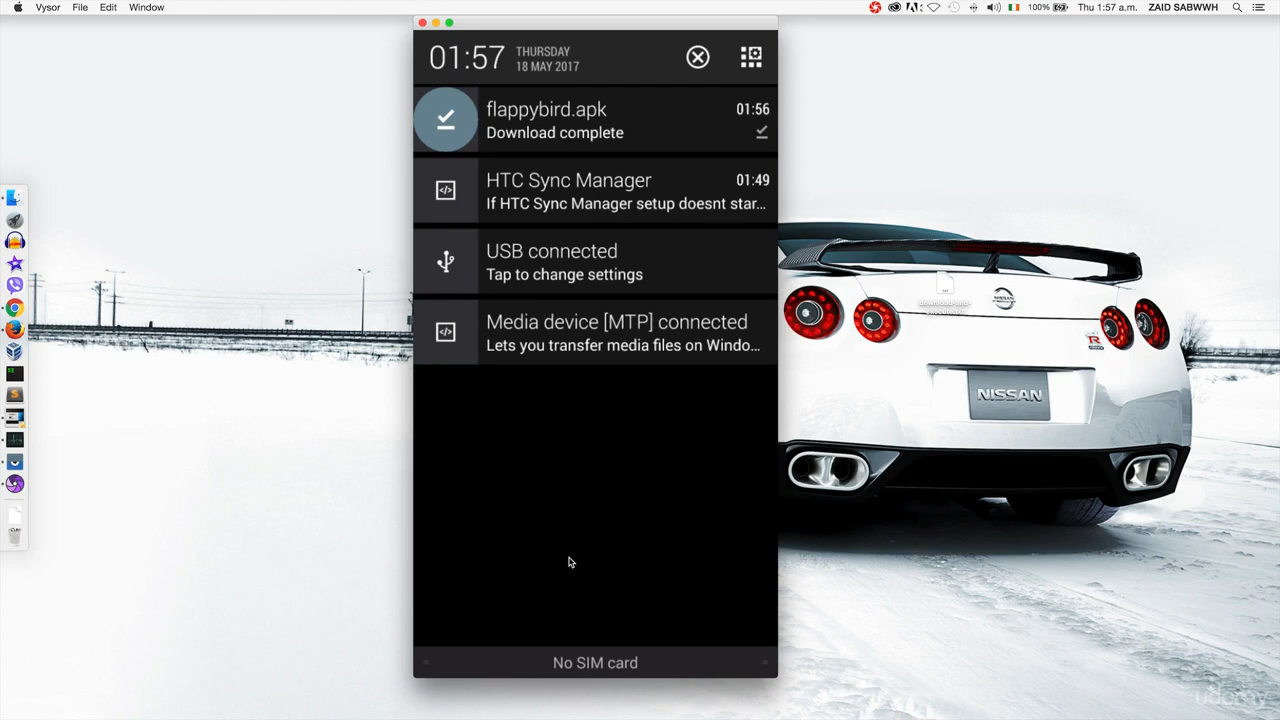 Vysor File Edit Window
100% Thu 1:57 a.m. ZAID SABWWH
01:57 THURSDAY
18 MAY 2017
flappybird.apk 01:56
Download complete
HTC Sync Manager 01:49
If HTC Sync Manager setup doesnt star...
USB connected
Tap to change settings
Media device [MTP] connected
Lets you transfer media files on Windo...
No SIM card
NISSAN
udemy